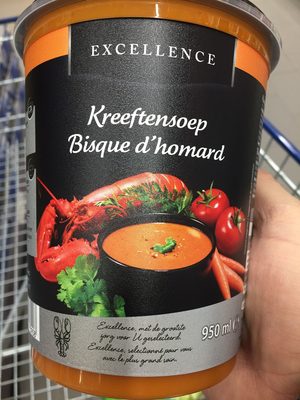 EXCELLENCE
Kreeftensoep
Bisque d'homard
950 ml
Excellence, met de grootste
zorg voor U geselecteerd.
Excellence, sélectionné pour vous
avec le plus grand soin.